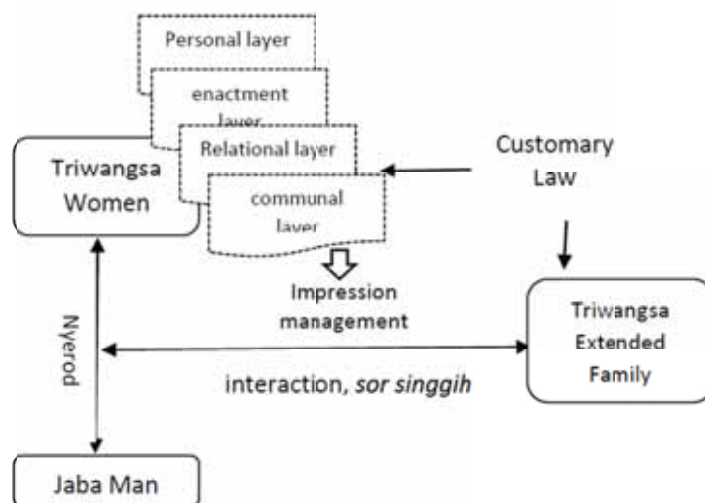 Personal layer
enactment
layer
Relational layer
communal
layer
Triwangsa
Women
Customary
Law
Impression
management
Triwangsa
Extended
Family
Nyerod
interaction, sor singgih
Jaba Man